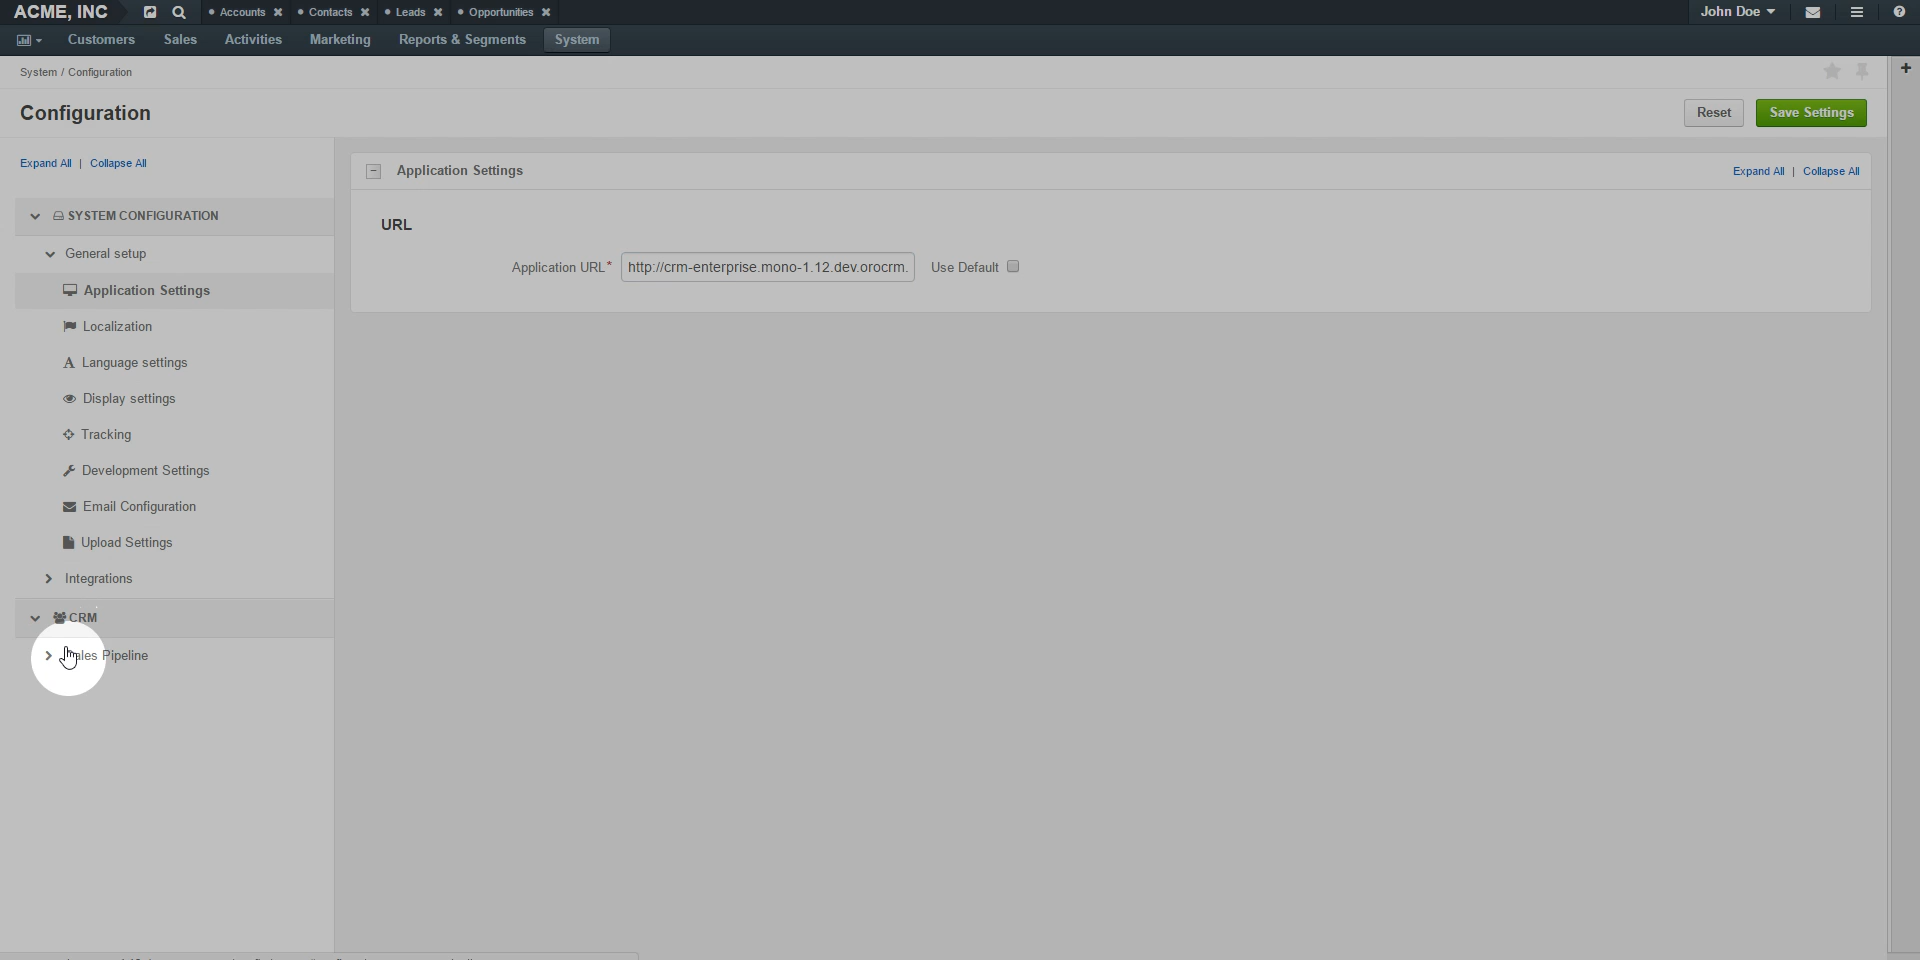 ACME, INC
Accounts
Contacts
Leads
Opportunities
John Doe
Customers
Sales
Activities
Marketing
Reports & Segments
System
System / Configuration
Configuration
Reset
Save Settings
Expand All | Collapse All
SYSTEM CONFIGURATION
General setup
Application Settings
Localization
Language settings
Display settings
Tracking
Development Settings
Email Configuration
Upload Settings
Integrations
CRM
Pipeline
Application Settings
Expand All | Collapse All
URL
Application URL*
http://crm-enterprise.mono-1.12.dev.orocrm.
Use Default